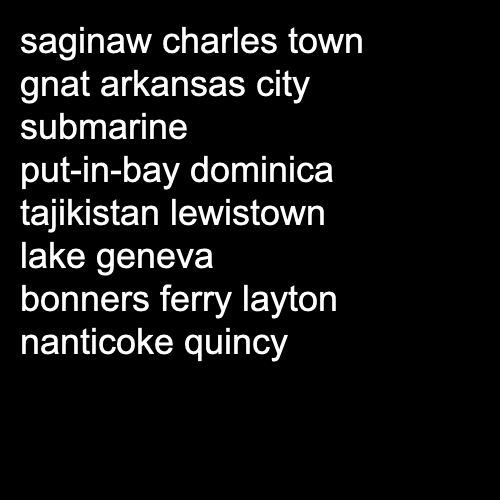 saginaw charles town
gnat arkansas city
submarine
put-in-bay dominica
tajikistan lewistown
lake geneva
bonners ferry layton
nanticoke quincy